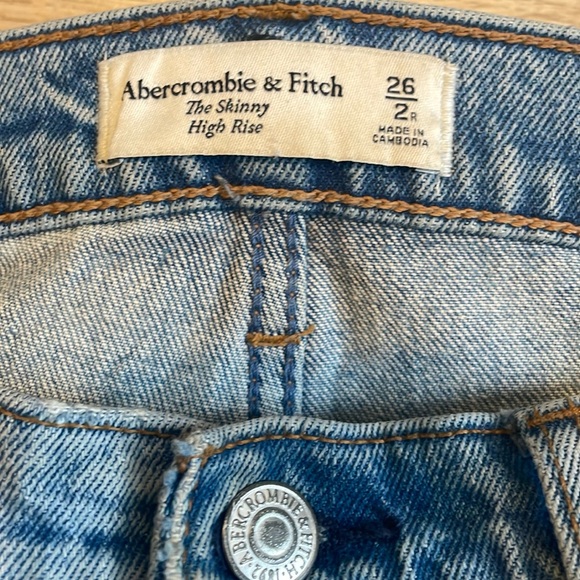 Abercrombie & Fitch
The Skinny
High Rise
26
2R
MADE IN
CAMBODIA
ABERCROMBIE & FITCH · 1892 ·